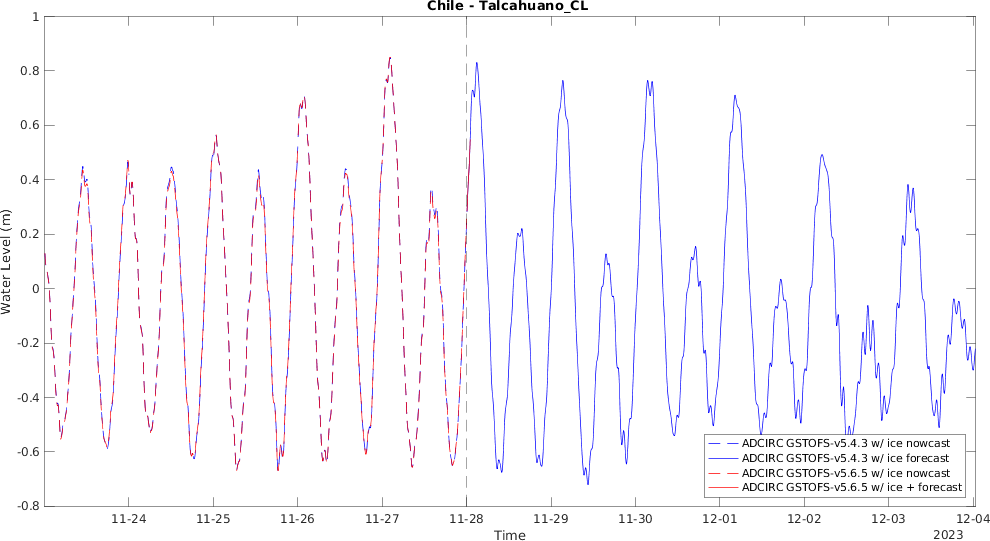 Chile - Talcahuano_CL
Water Level (m)
1
0.8
0.6
0.4
0.2
0
-0.2
-0.4
-0.6
-0.8
ADCIRC GSTOFS-v5.4.3 w/ ice nowcast
ADCIRC GSTOFS-v5.4.3 w/ ice forecast
ADCIRC GSTOFS-v5.6.5 w/ ice nowcast
ADCIRC GSTOFS-v5.6.5 w/ ice + forecast
11-24 11-25 11-26 11-27 11-28 11-29 11-30 12-01 12-02 12-03 12-04
Time
2023